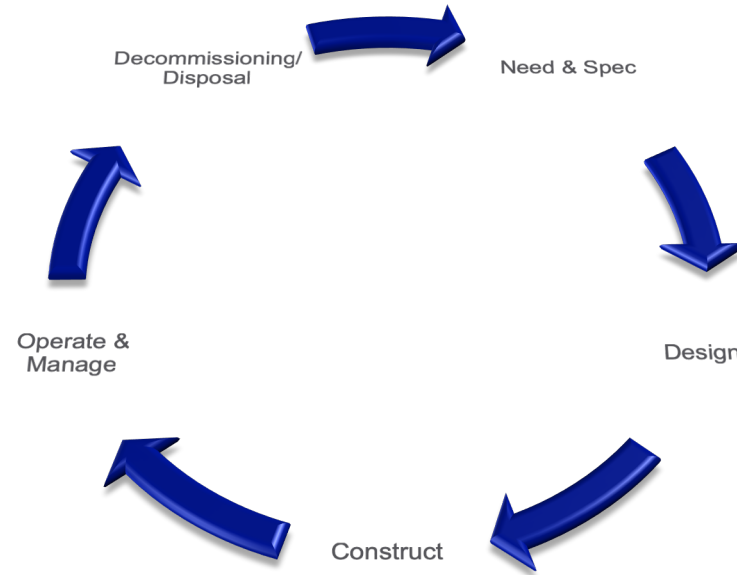 Decommissioning/
Disposal
Need & Spec
Design
Construct
Operate &
Manage